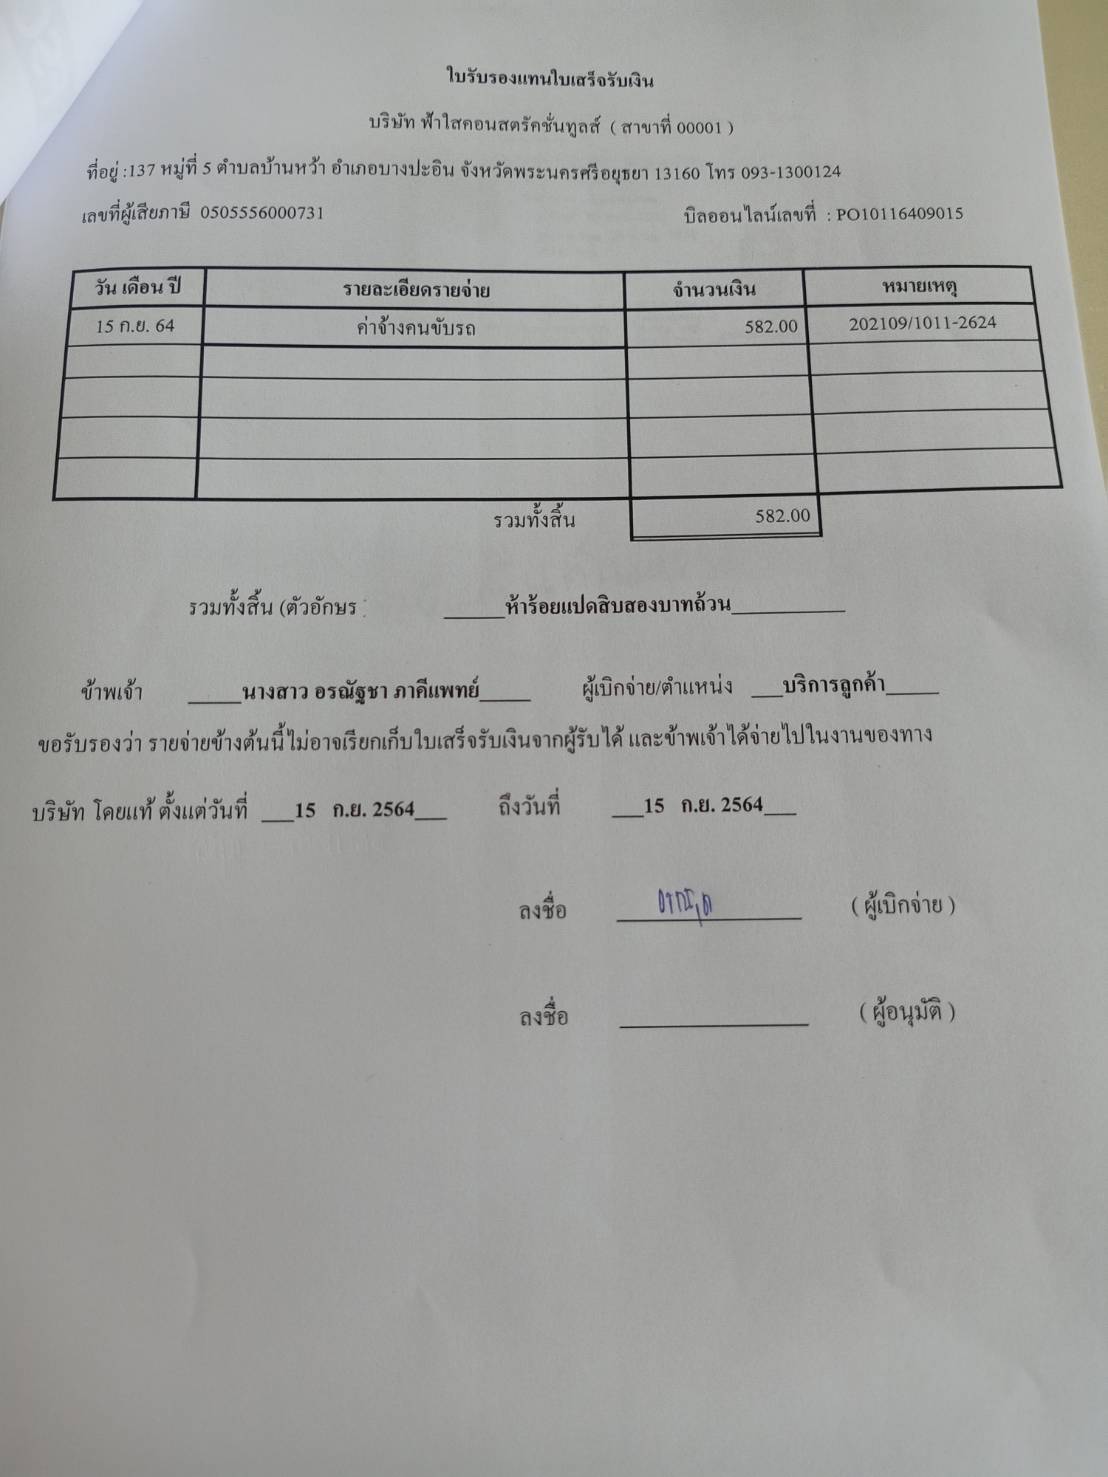 ใบรับรองแทนใบเสร็จรับเงิน
บริษัท ฟ้าใสคอนสตรัคชั่นทูลส์ ( สาขาที่ 00001 )
ที่อยู่ :137 หมู่ที่ 5 ตำบลบ้านหว้า อำเภอบางปะอิน จังหวัดพระนครศรีอยุธยา 13160 โทร 093-1300124
เลขที่ผู้เสียภาษี 0505556000731 บิลออนไลน์เลขที่ : PO10116409015
วัน เดือน ปี รายละเอียดรายจ่าย จำนวนเงิน หมายเหตุ
15 ก.ย. 64 ค่าจ้างคนขับรถ 582.00 202109/1011-2624
รวมทั้งสิ้น 582.00
รวมทั้งสิ้น (ตัวอักษร : ______ห้าร้อยแปดสิบสองบาทถ้วน___________
ข้าพเจ้า _____นางสาว อรณัฐชา ภาคีแพทย์_____ ผู้เบิกจ่าย/ตำแหน่ง ___บริการลูกค้า_____
ขอรับรองว่า รายจ่ายข้างต้นนี้ไม่อาจเรียกเก็บใบเสร็จรับเงินจากผู้รับได้ และข้าพเจ้าได้จ่ายไปในงานของทาง
บริษัท โดยแท้ ตั้งแต่วันที่ ___15 ก.ย. 2564___ ถึงวันที่ ___15 ก.ย. 2564___
ลงชื่อ ( ผู้เบิกจ่าย )
ลงชื่อ ( ผู้อนุมัติ )